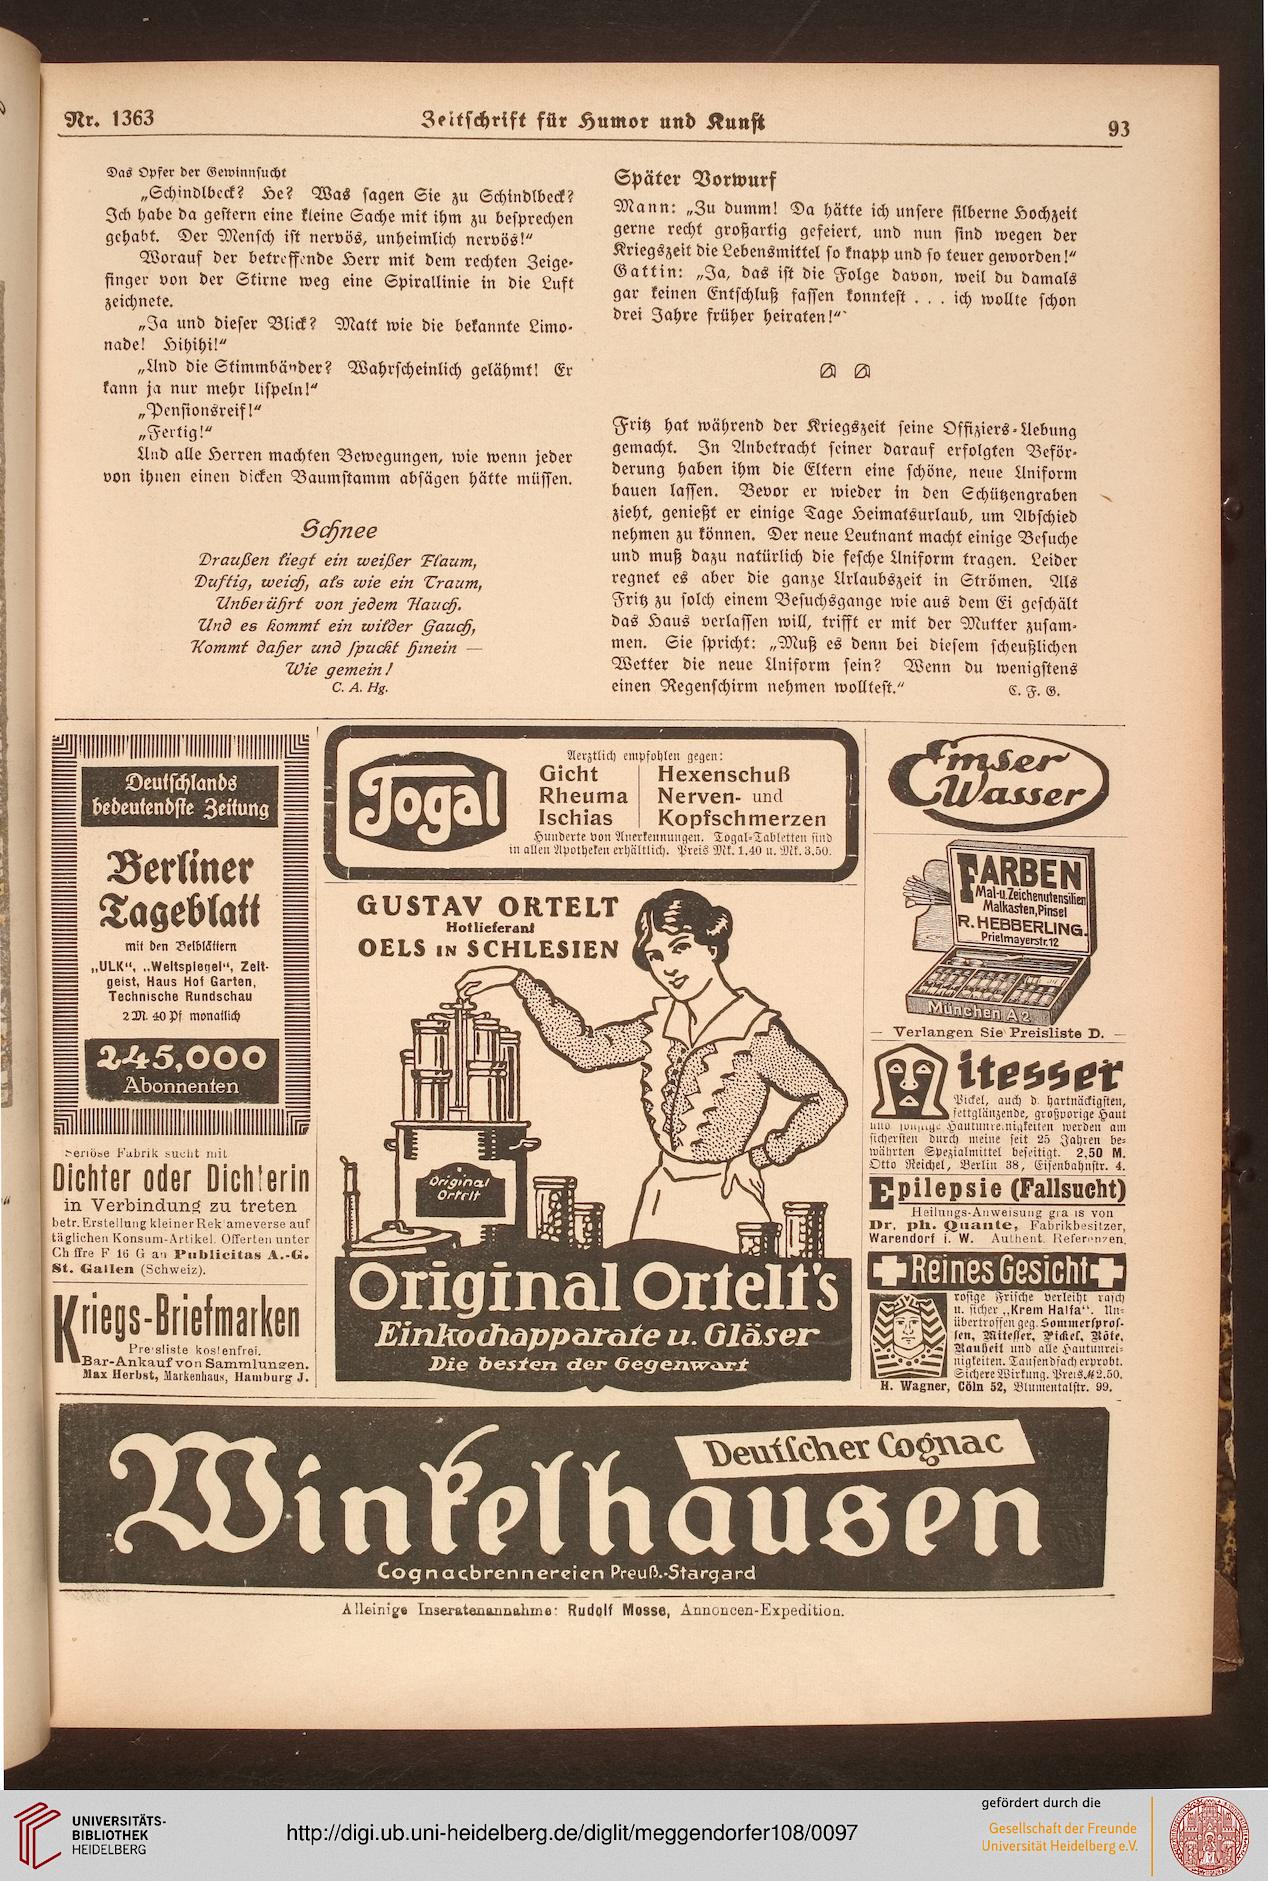 Nr. 1363
Zeitschrift für Humor und Kunst
93
Das Opfer der Gewinnsucht
„Schindlbeck? He? Was sagen Sie zu Schindlbeck?
Ich habe da gestern eine kleine Sache mit ihm zu besprechen
gehabt. Der Mensch ist nervös, unheimlich nervös!“
Worauf der betreffende Herr mit dem rechten Zeige-
finger von der Stirne weg eine Spirallinie in die Luft
zeichnete.
„Ja und dieser Blick? Matt wie die bekannte Limo-
nade! Hihihi!“
„Und die Stimmbänder? Wahrscheinlich gelähmt! Er
kann ja nur mehr lispeln!“
„Pensionsreif!“
„Fertig!“
Und alle Herren machten Bewegungen, wie wenn jeder
von ihnen einen dicken Baumstamm absägen hätte müssen.
Schnee
Draußen liegt ein weißer Flaum,
Duftig, weich, als wie ein Traum,
Unberührt von jedem Hauch.
Und es kommt ein wilder Gauch,
Kommt daher und spuckt hinein —
Wie gemein!
C. A. Hg.
Später Vorwurf
Mann: „Zu dumm! Da hätte ich unsere silberne Hochzeit
gerne recht großartig gefeiert, und nun sind wegen der
Kriegszeit die Lebensmittel so knapp und so teuer geworden!“
Gattin: „Ja, das ist die Folge davon, weil du damals
gar keinen Entschluß fassen konntest . . . ich wollte schon
drei Jahre früher heiraten!“
Fritz hat während der Kriegszeit seine Offiziers-Uebung
gemacht. In Anbetracht seiner darauf erfolgten Beför-
derung haben ihm die Eltern eine schöne, neue Uniform
bauen lassen. Bevor er wieder in den Schützengraben
zieht, genießt er einige Tage Heimatsurlaub, um Abschied
nehmen zu können. Der neue Leutnant macht einige Besuche
und muß dazu natürlich die fesche Uniform tragen. Leider
regnet es aber die ganze Urlaubszeit in Strömen. Als
Fritz zu solch einem Besuchsgange wie aus dem Ei geschält
das Haus verlassen will, trifft er mit der Mutter zusam-
men. Sie spricht: „Muß es denn bei diesem scheußlichen
Wetter die neue Uniform sein? Wenn du wenigstens
einen Regenschirm nehmen wolltest.“
C. F. G.
Deutschlands
bedeutendste Zeitung
Berliner
Tageblatt
mit den Beiblättern
„ULK“, „Weltspiegel“, Zeit-
geist, Haus Hof Garten,
Technische Rundschau
2 M. 40 Pf monatlich
245,000
Abonnenten
Seriöse Fabrik sucht mit
Dichter oder Dichterin
in Verbindung zu treten
betr. Erstellung kleiner Reklameverse auf
täglichen Konsum-Artikel. Offerten unter
Chiffre F 16 G an Publicitas A.-G.
St. Gallen (Schweiz).
Kriegs-Briefmarken
Preisliste kostenfrei.
Bar-Ankauf von Sammlungen.
Max Herbst, Markenhaus, Hamburg J.
Togal
Aerztlich empfohlen gegen:
Gicht Hexenschuß
Rheuma Nerven- und
Ischias Kopfschmerzen
Hunderte von Anerkennungen. Togal-Tabletten sind
in allen Apotheken erhältlich. Preis Mk. 1,40 u. Mk. 3,50.
GUSTAV ORTELT
Hoflieferant
OELS IN SCHLESIEN
Original
Ortelt
Original Ortelt's
Einkochapparate u. Gläser
Die besten der Gegenwart
Emser
Wasser
FARBEN
Mal-u. Zeichenutensilien
Malkasten, Pinsel
R. HEBBERLING.
Prielmayerstr. 12
München A 2
— Verlangen Sie Preisliste D. —
Mitesser
Pickel, auch d. hartnäckigsten,
fettglänzende, großporige Haut
und sonstige Hautunreinigkeiten werden am
sichersten durch meine seit 25 Jahren be-
währten Spezialmittel beseitigt. 2,50 M.
Otto Reichel, Berlin 38, Eisenbahnstr. 4.
Epilepsie (Fallsucht)
Heilungs-Anweisung gratis von
Dr. ph. Quante, Fabrikbesitzer,
Warendorf i. W. Authent. Referenzen.
Reines Gesicht
rosige Frische verleiht rasch
u. sicher „Krem Halfa“. Un-
übertroffen geg. Sommerspros-
sen, Mitesser, Pickel, Röte,
Rauheit und alle Hautunrei-
nigkeiten. Tausendfach erprobt.
Sichere Wirkung. Preis M 2.50.
H. Wagner, Cöln 52, Blumentalstr. 99.
Deutscher Cognac
Winkelhausen
Cognacbrennereien Preuß.-Stargard
Alleinige Inseratenannahme: Rudolf Mosse, Annoncen-Expedition.
UNIVERSITÄTS-
BIBLIOTHEK
HEIDELBERG
http://digi.ub.uni-heidelberg.de/diglit/meggendorfer108/0097
gefördert durch die
Gesellschaft der Freunde
Universität Heidelberg e.V.